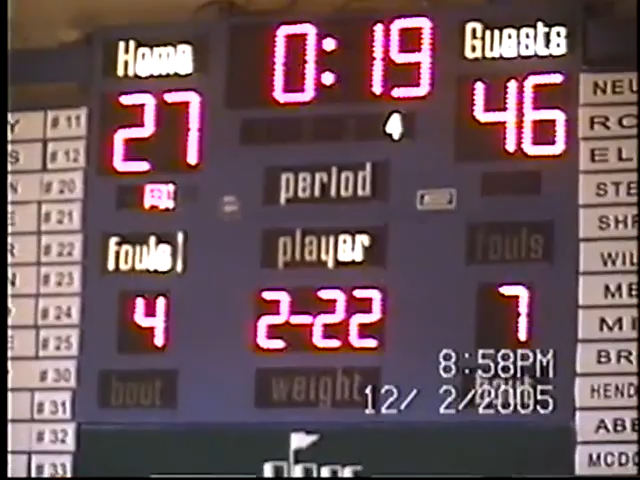 Home 0:19 Guests
27 4 46
period
fouls player fouls
4 2-22 7
bout weight bout
8:58PM
12/ 2/2005
#11
#12
#20
#21
#22
#23
#24
#25
#30
#31
#32
#33
NEU
RO
EL
STE
SHR
WIL
ME
MI
BR
HEND
ABE
MCDO